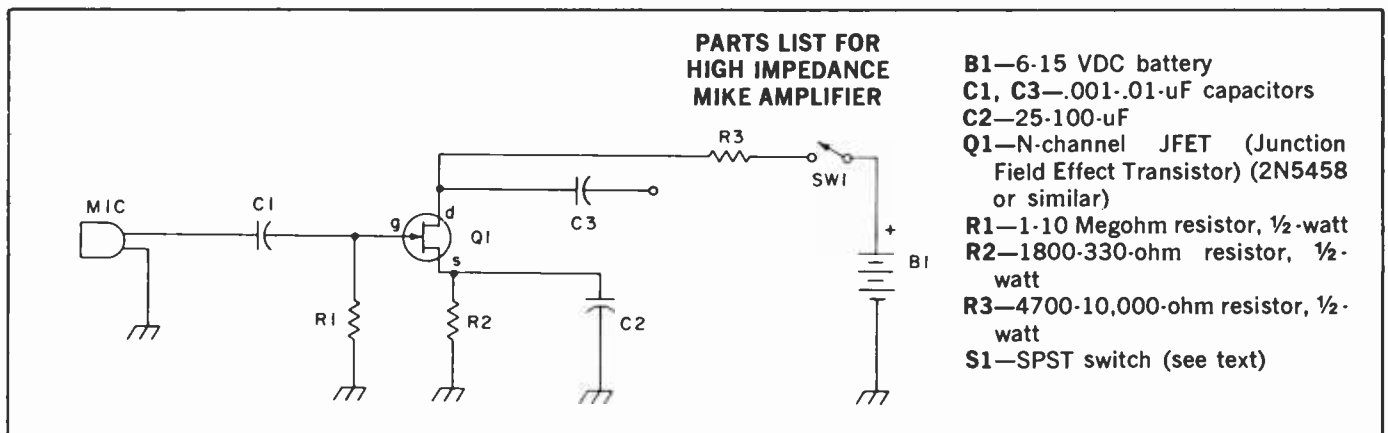 PARTS LIST FOR
HIGH IMPEDANCE
MIKE AMPLIFIER
B1—6-15 VDC battery
C1, C3—.001-.01-uF capacitors
C2—25-100-uF
Q1—N-channel JFET (Junction
Field Effect Transistor) (2N5458
or similar)
R1—1-10 Megohm resistor, ½-watt
R2—1800-330-ohm resistor, ½-
watt
R3—4700-10,000-ohm resistor, ½-
watt
S1—SPST switch (see text)
R3
SW1
MIC
C1
C3
g
d
Q1
s
+
B1
R1
R2
C2